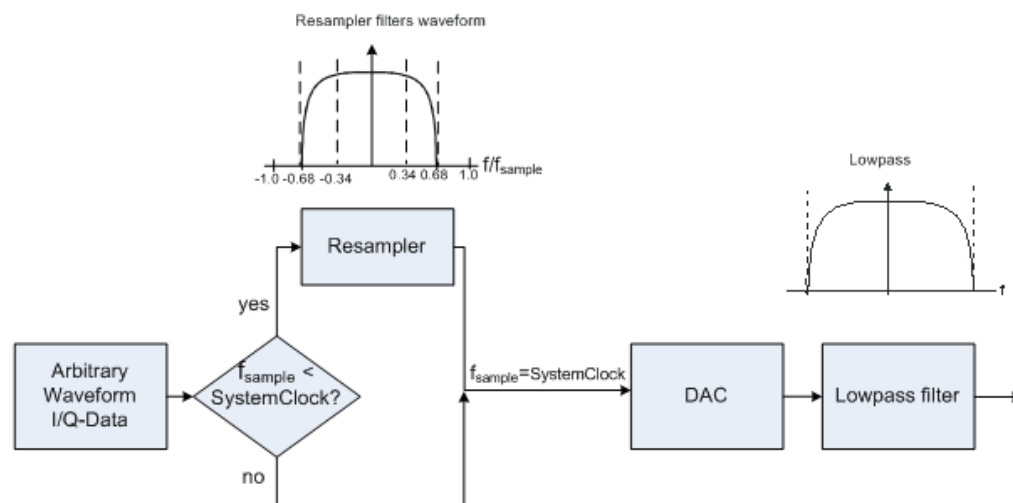 Resampler filters waveform
-1.0 -0.68 -0.34 0.34 0.68 1.0 f/fsample
Lowpass
f
Resampler
yes
Arbitrary
Waveform
I/Q-Data
fsample <
SystemClock?
no
fsample=SystemClock
DAC
Lowpass filter